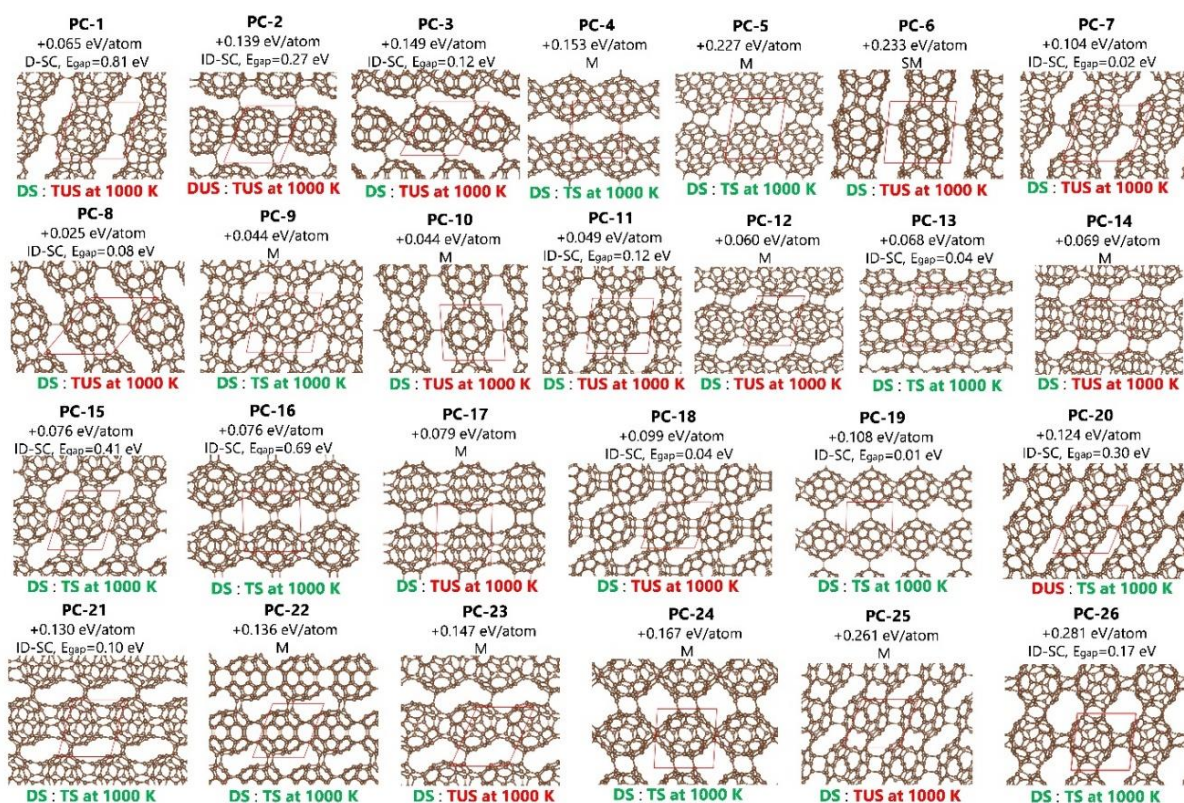 PC-1
+0.065 eV/atom
D-SC, Egap=0.81 eV
DS : TUS at 1000 K
PC-2
+0.139 eV/atom
ID-SC, Egap=0.27 eV
DUS : TUS at 1000 K
PC-3
+0.149 eV/atom
ID-SC, Egap=0.12 eV
DS : TUS at 1000 K
PC-4
+0.153 eV/atom
M
DS : TS at 1000 K
PC-5
+0.227 eV/atom
M
DS : TS at 1000 K
PC-6
+0.233 eV/atom
SM
DS : TUS at 1000 K
PC-7
+0.104 eV/atom
ID-SC, Egap=0.02 eV
DS : TUS at 1000 K
PC-8
+0.025 eV/atom
ID-SC, Egap=0.08 eV
DS : TUS at 1000 K
PC-9
+0.044 eV/atom
M
DS : TS at 1000 K
PC-10
+0.044 eV/atom
M
DS : TUS at 1000 K
PC-11
+0.049 eV/atom
ID-SC, Egap=0.12 eV
DS : TUS at 1000 K
PC-12
+0.060 eV/atom
M
DS : TUS at 1000 K
PC-13
+0.068 eV/atom
ID-SC, Egap=0.04 eV
DS : TS at 1000 K
PC-14
+0.069 eV/atom
M
DS : TUS at 1000 K
PC-15
+0.076 eV/atom
ID-SC, Egap=0.41 eV
DS : TS at 1000 K
PC-16
+0.076 eV/atom
ID-SC, Egap=0.69 eV
DS : TS at 1000 K
PC-17
+0.079 eV/atom
M
DS : TUS at 1000 K
PC-18
+0.099 eV/atom
ID-SC, Egap=0.04 eV
DS : TUS at 1000 K
PC-19
+0.108 eV/atom
ID-SC, Egap=0.01 eV
DS : TS at 1000 K
PC-20
+0.124 eV/atom
ID-SC, Egap=0.30 eV
DUS : TS at 1000 K
PC-21
+0.130 eV/atom
ID-SC, Egap=0.10 eV
DS : TS at 1000 K
PC-22
+0.136 eV/atom
M
DS : TS at 1000 K
PC-23
+0.147 eV/atom
M
DS : TUS at 1000 K
PC-24
+0.167 eV/atom
M
DS : TS at 1000 K
PC-25
+0.261 eV/atom
M
DS : TUS at 1000 K
PC-26
+0.281 eV/atom
ID-SC, Egap=0.17 eV
DS : TS at 1000 K